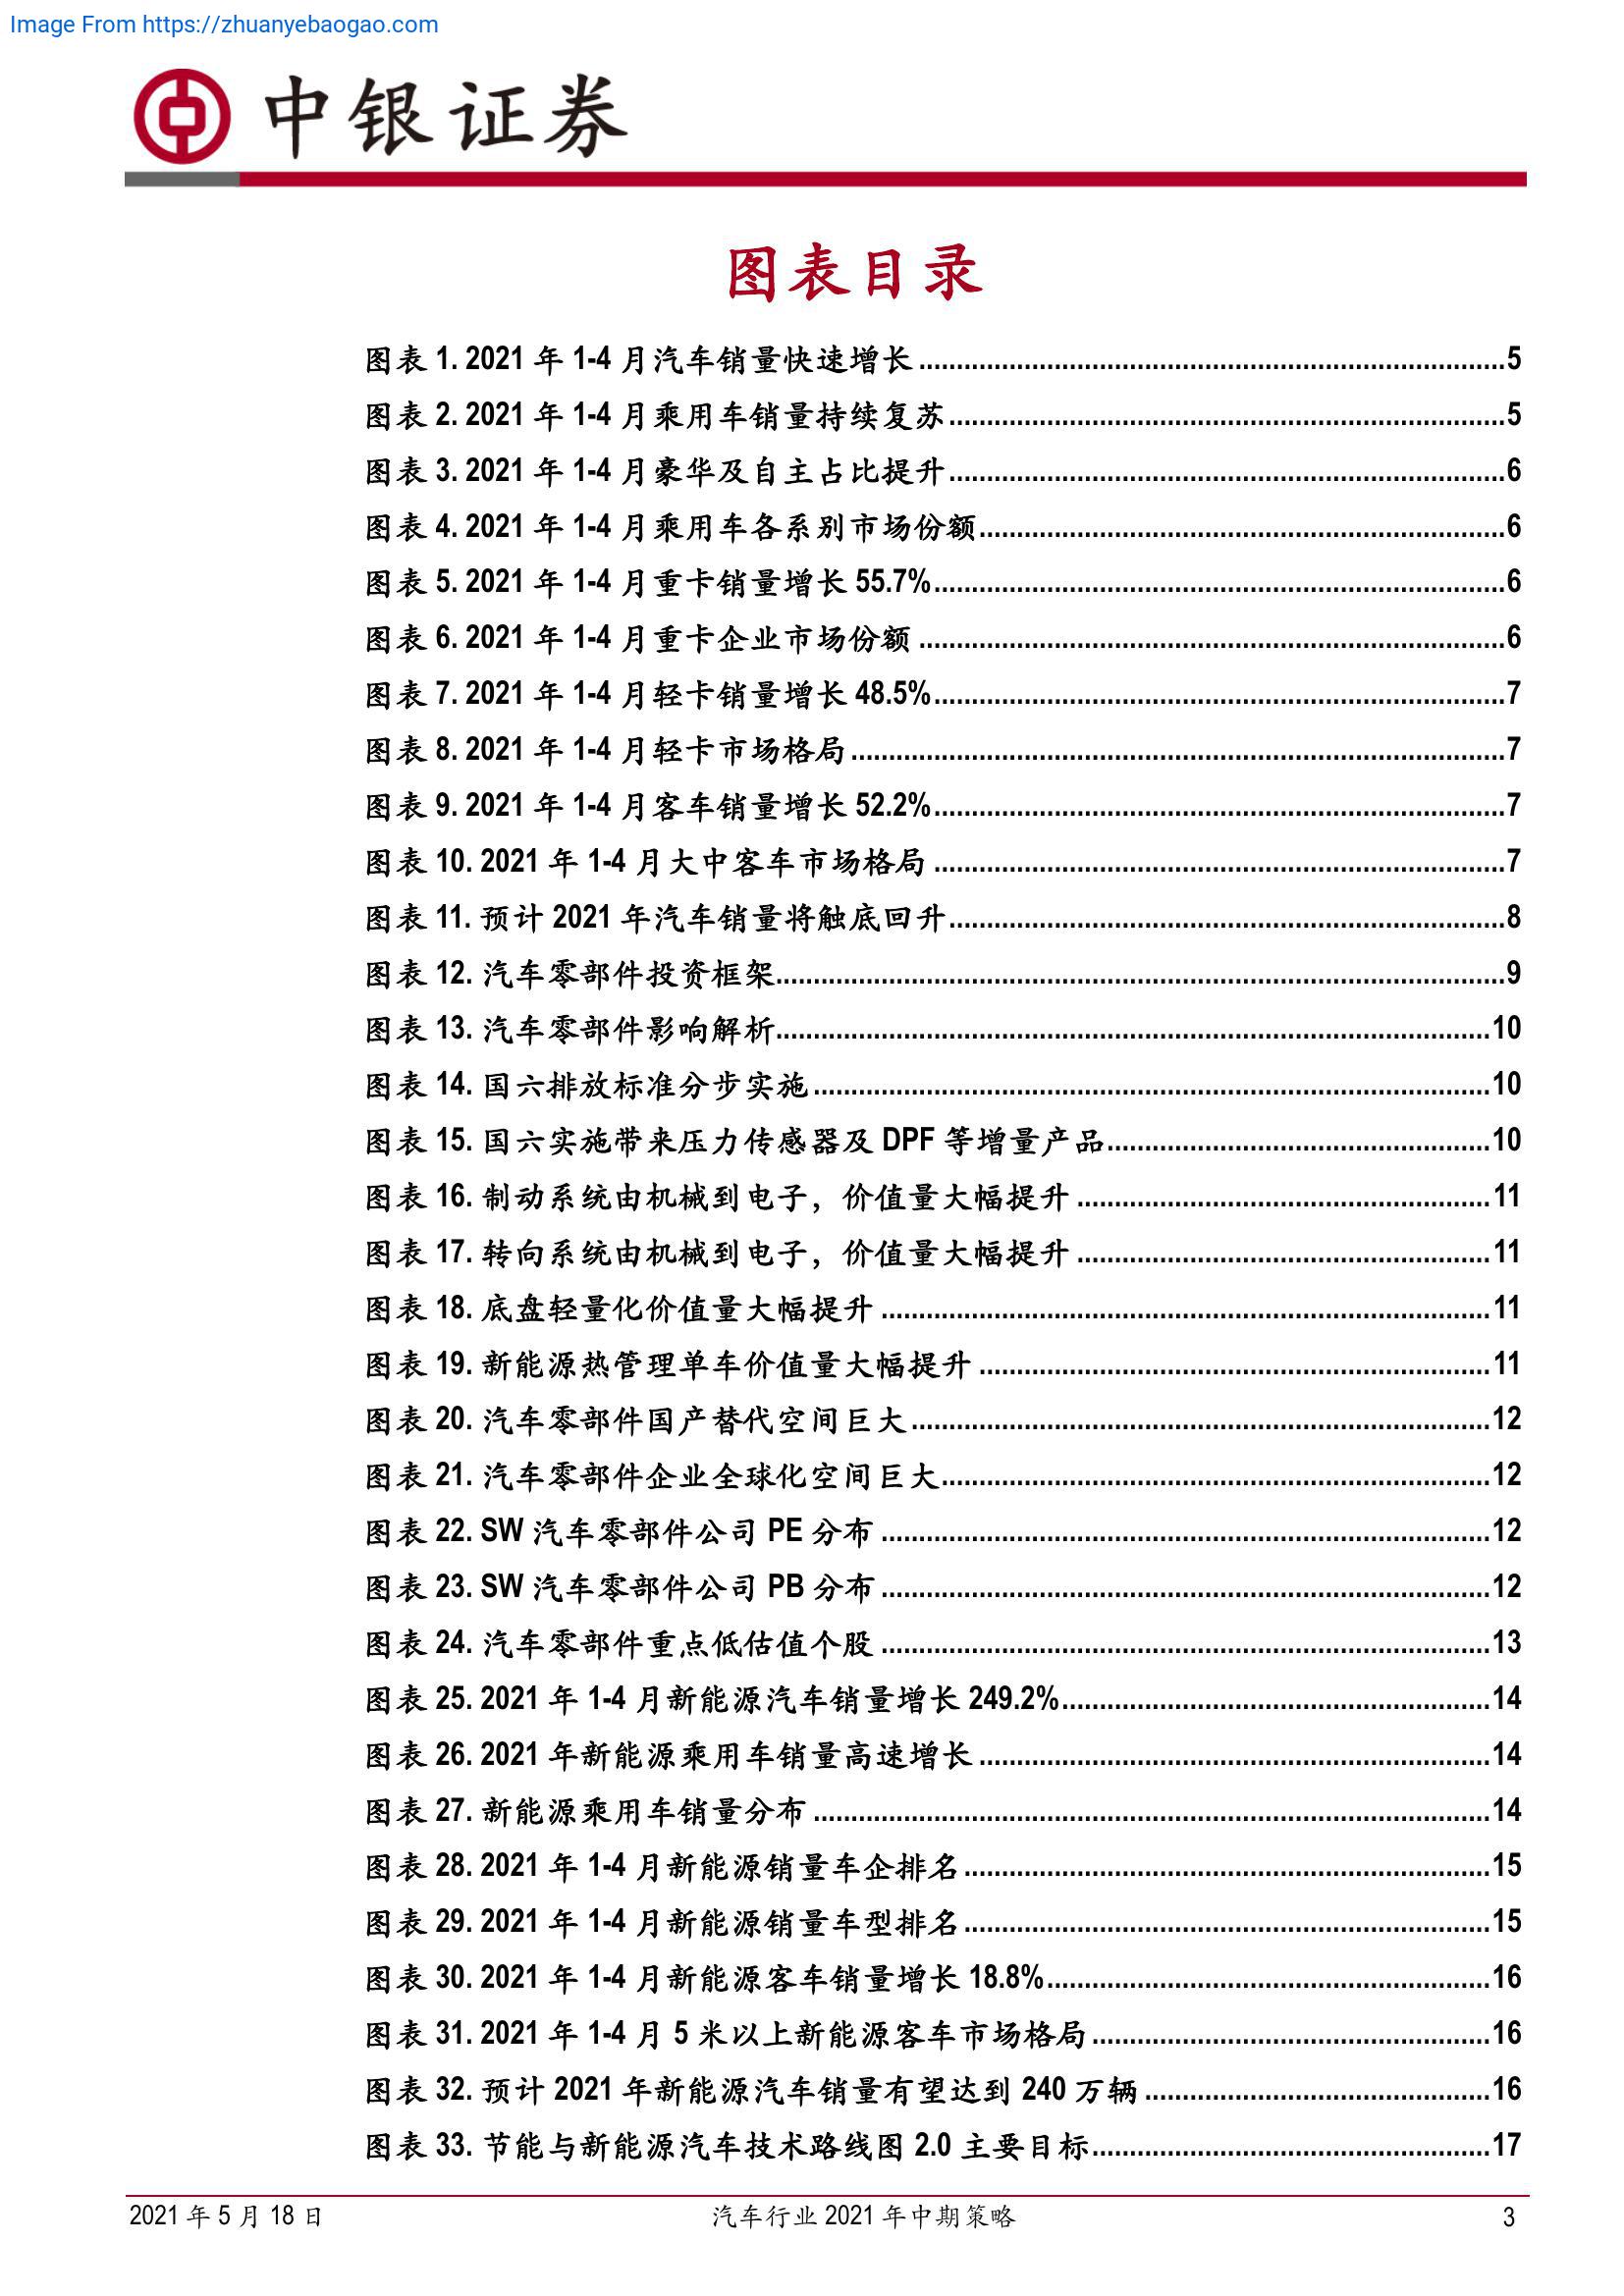 Image From https://zhuanyebaogao.com
中银证券
图表目录
图表 1. 2021 年 1-4 月汽车销量快速增长 ........ 5
图表 2. 2021 年 1-4 月乘用车销量持续复苏 ........ 5
图表 3. 2021 年 1-4 月豪华及自主占比提升 ........ 6
图表 4. 2021 年 1-4 月乘用车各系别市场份额 ........ 6
图表 5. 2021 年 1-4 月重卡销量增长 55.7% ........ 6
图表 6. 2021 年 1-4 月重卡企业市场份额 ........ 6
图表 7. 2021 年 1-4 月轻卡销量增长 48.5% ........ 7
图表 8. 2021 年 1-4 月轻卡市场格局 ........ 7
图表 9. 2021 年 1-4 月客车销量增长 52.2% ........ 7
图表 10. 2021 年 1-4 月大中客车市场格局 ........ 7
图表 11. 预计 2021 年汽车销量将触底回升 ........ 8
图表 12. 汽车零部件投资框架 ........ 9
图表 13. 汽车零部件影响解析 ........ 10
图表 14. 国六排放标准分步实施 ........ 10
图表 15. 国六实施带来压力传感器及 DPF 等增量产品 ........ 10
图表 16. 制动系统由机械到电子，价值量大幅提升 ........ 11
图表 17. 转向系统由机械到电子，价值量大幅提升 ........ 11
图表 18. 底盘轻量化价值量大幅提升 ........ 11
图表 19. 新能源热管理单车价值量大幅提升 ........ 11
图表 20. 汽车零部件国产替代空间巨大 ........ 12
图表 21. 汽车零部件企业全球化空间巨大 ........ 12
图表 22. SW 汽车零部件公司 PE 分布 ........ 12
图表 23. SW 汽车零部件公司 PB 分布 ........ 12
图表 24. 汽车零部件重点低估值个股 ........ 13
图表 25. 2021 年 1-4 月新能源汽车销量增长 249.2% ........ 14
图表 26. 2021 年新能源乘用车销量高速增长 ........ 14
图表 27. 新能源乘用车销量分布 ........ 14
图表 28. 2021 年 1-4 月新能源销量车企排名 ........ 15
图表 29. 2021 年 1-4 月新能源销量车型排名 ........ 15
图表 30. 2021 年 1-4 月新能源客车销量增长 18.8% ........ 16
图表 31. 2021 年 1-4 月 5 米以上新能源客车市场格局 ........ 16
图表 32. 预计 2021 年新能源汽车销量有望达到 240 万辆 ........ 16
图表 33. 节能与新能源汽车技术路线图 2.0 主要目标 ........ 17
2021 年 5 月 18 日 汽车行业 2021 年中期策略 3